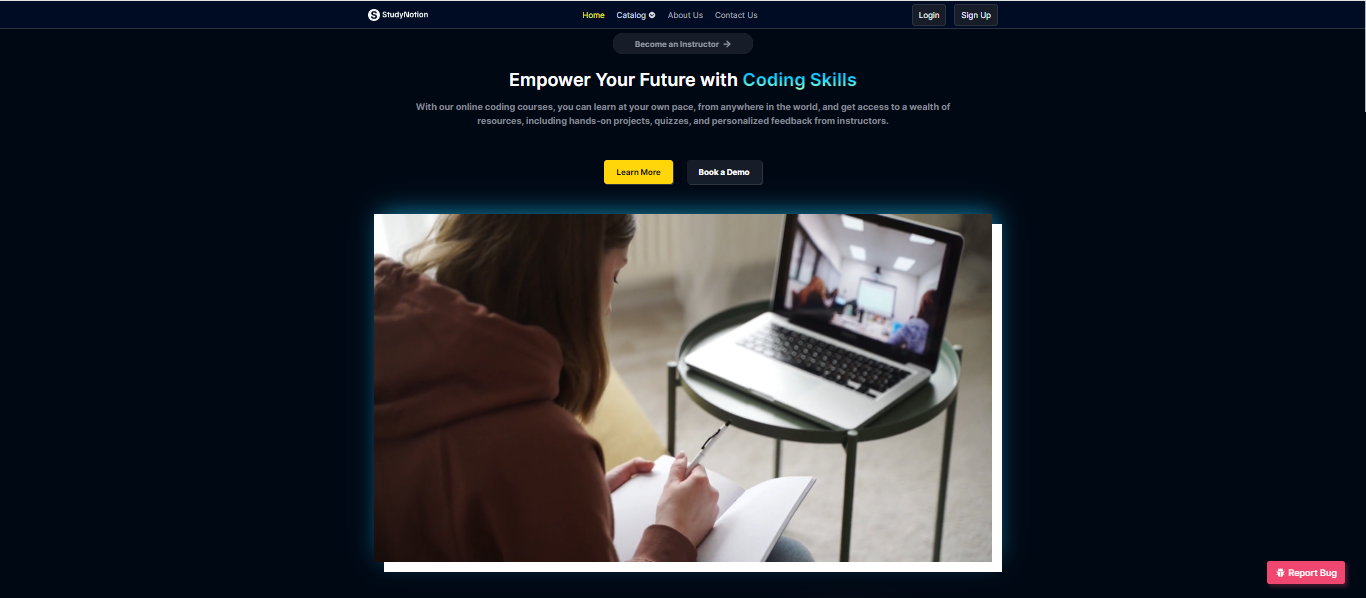 StudyNotion
Home Catalog About Us Contact Us
Login Sign Up
Become an Instructor
Empower Your Future with Coding Skills
With our online coding courses, you can learn at your own pace, from anywhere in the world, and get access to a wealth of
resources, including hands-on projects, quizzes, and personalized feedback from instructors.
Learn More Book a Demo
Report Bug